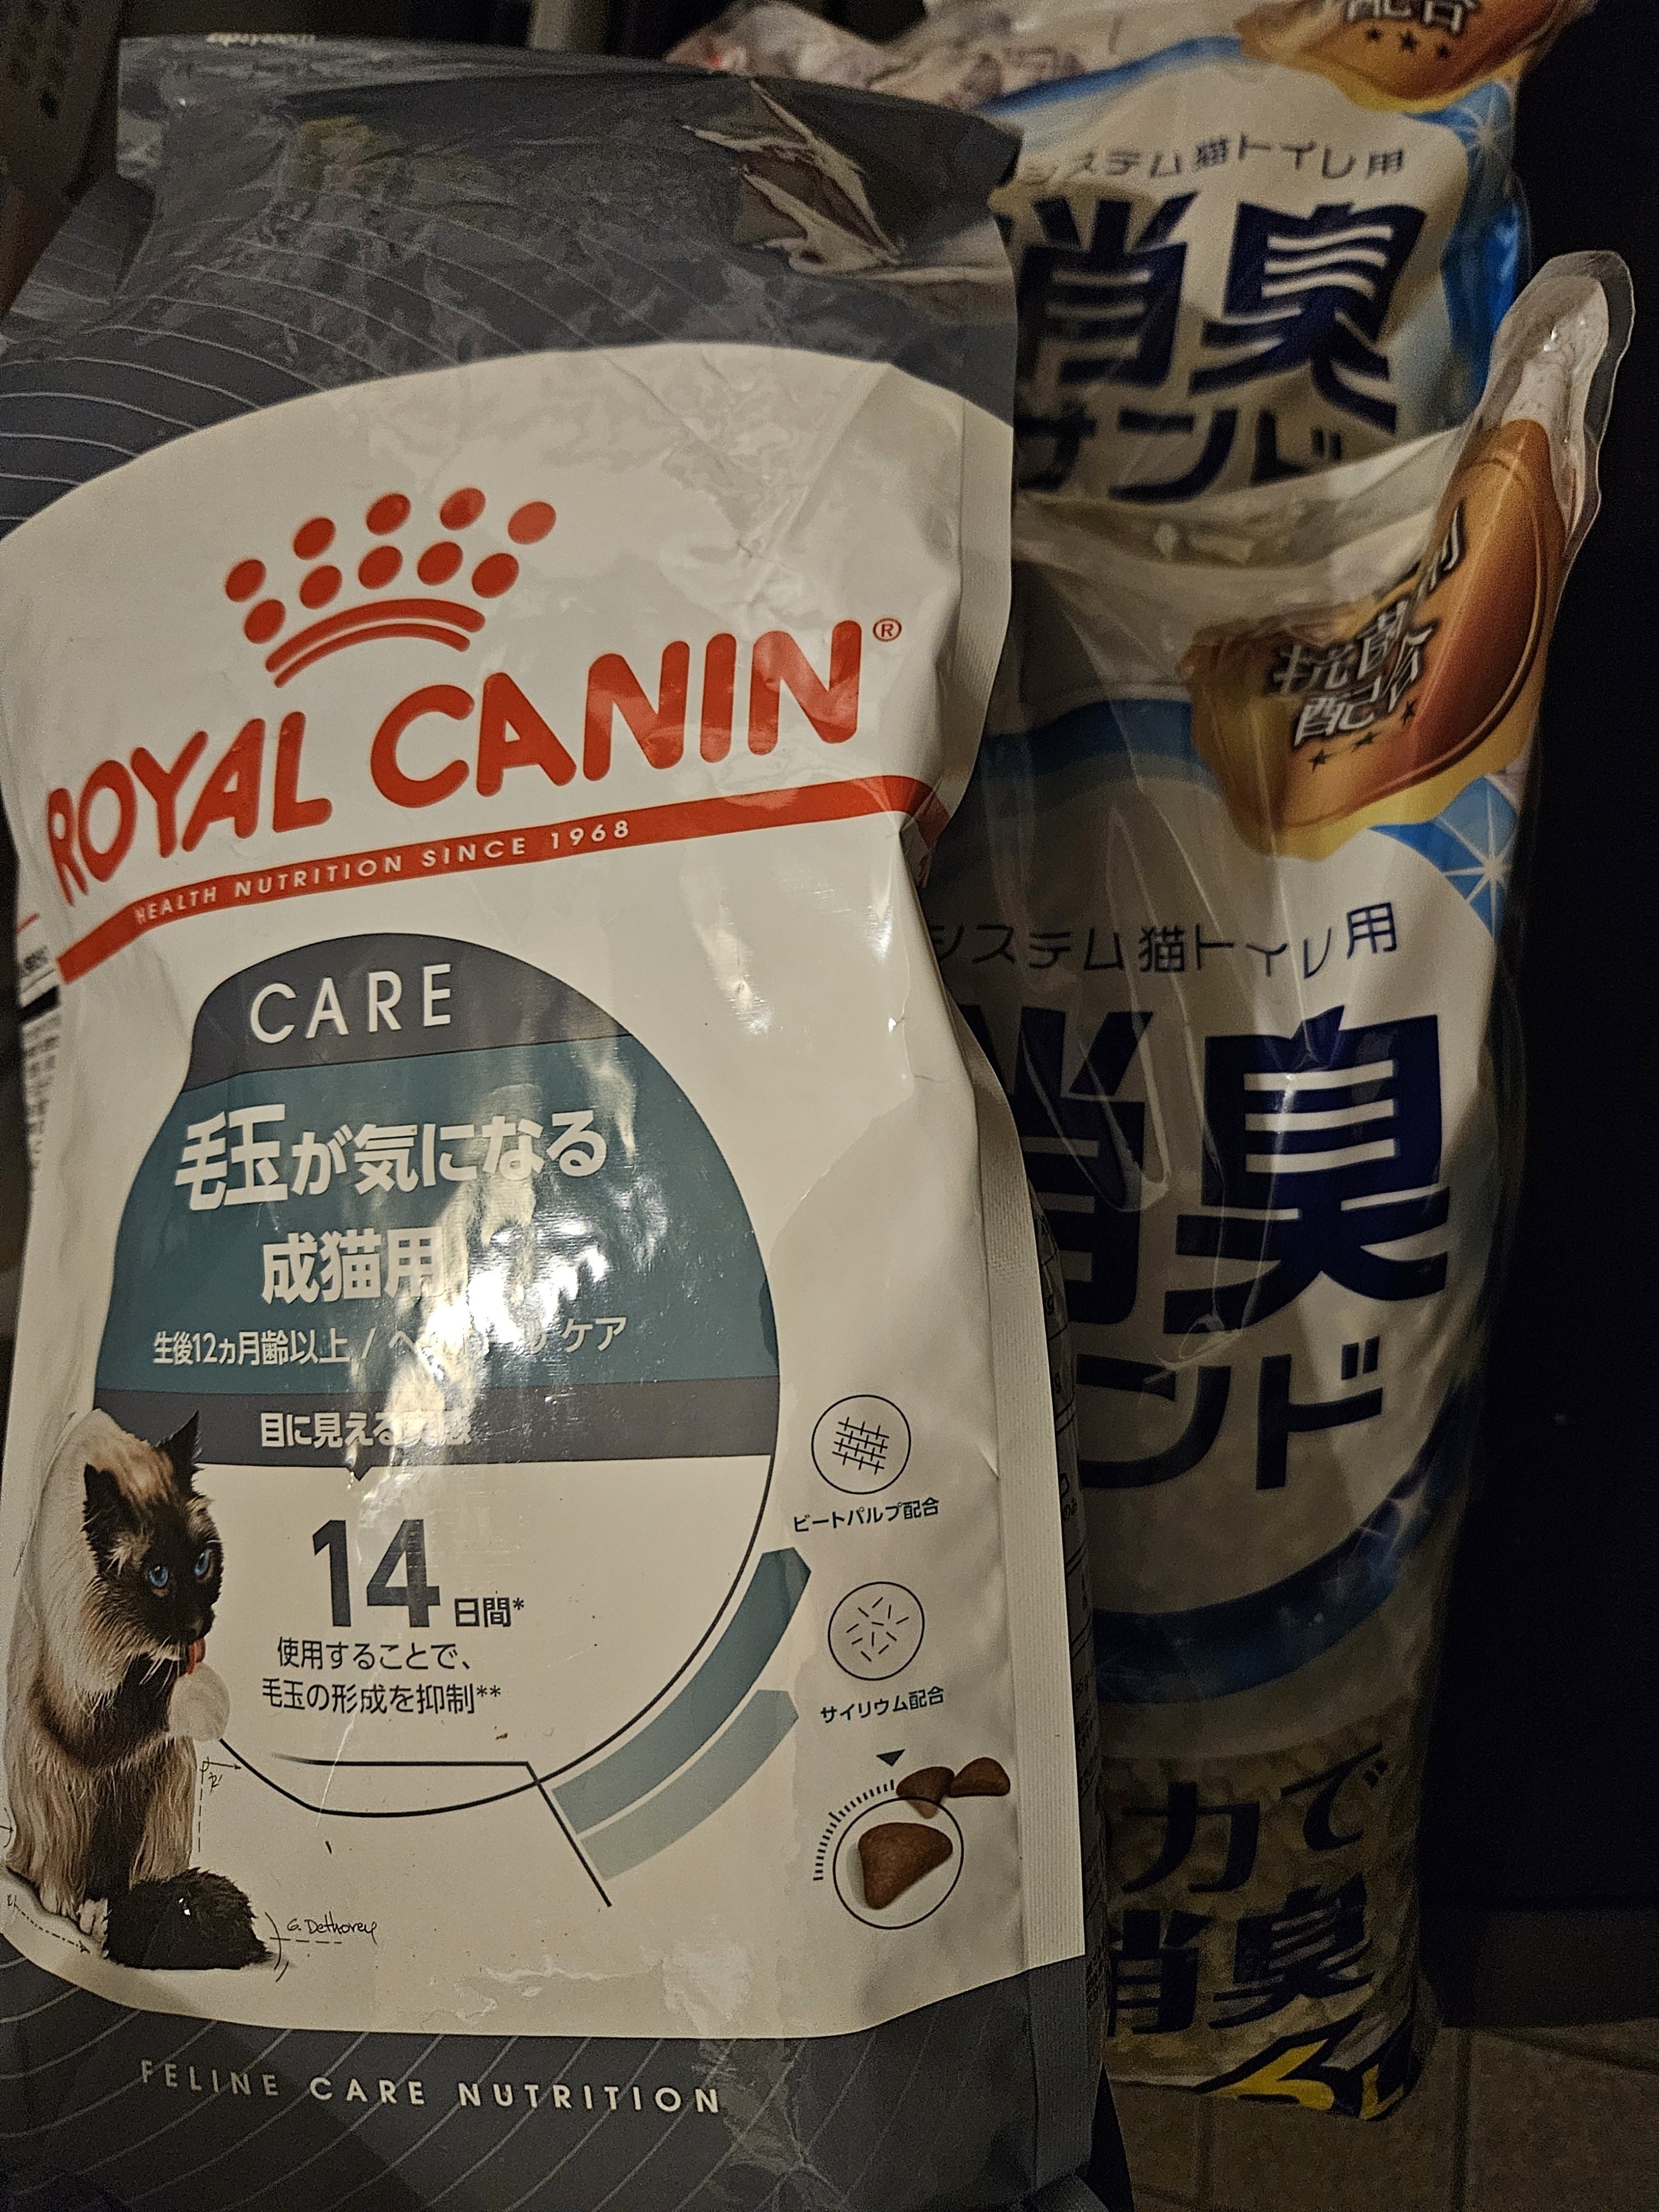 ROYAL CANIN®
HEALTH NUTRITION SINCE 1968
CARE
毛玉が気になる
成猫用
生後12ヵ月齢以上 / ケア
目に見える
14日間*
使用することで、
毛玉の形成を抑制**
ビートパルプ配合
サイリウム配合
G. Dethorey
FELINE CARE NUTRITION
配合
システム猫トイレ用
消臭
サンド
抗菌剤
配合
システム猫トイレ用
消臭
ンド
力で
消臭